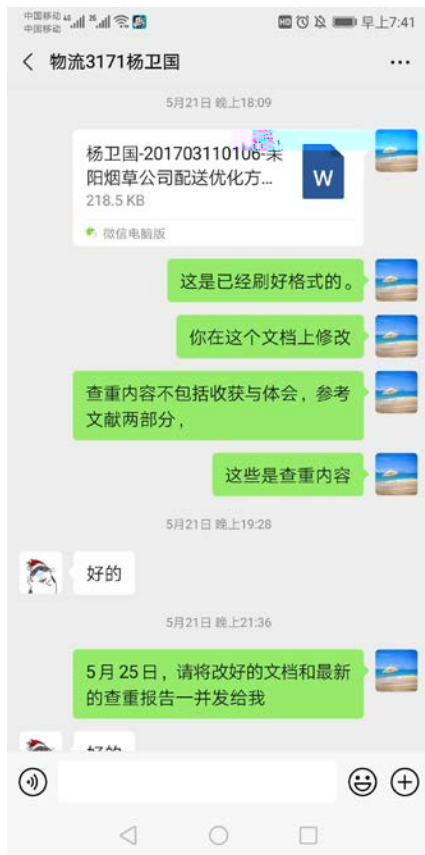 中国移动
中国移动
46
26
HD
早上7:41
物流3171杨卫国
5月21日 晚上18:09
杨卫国-201703110106-耒
阳烟草公司配送优化方...
218.5 KB
W
微信电脑版
这是已经刷好格式的。
你在这个文档上修改
查重内容不包括收获与体会，参考
文献两部分，
这些是查重内容
5月21日 晚上19:28
好的
5月21日 晚上21:36
5月25日，请将改好的文档和最新
的查重报告一并发给我
好的